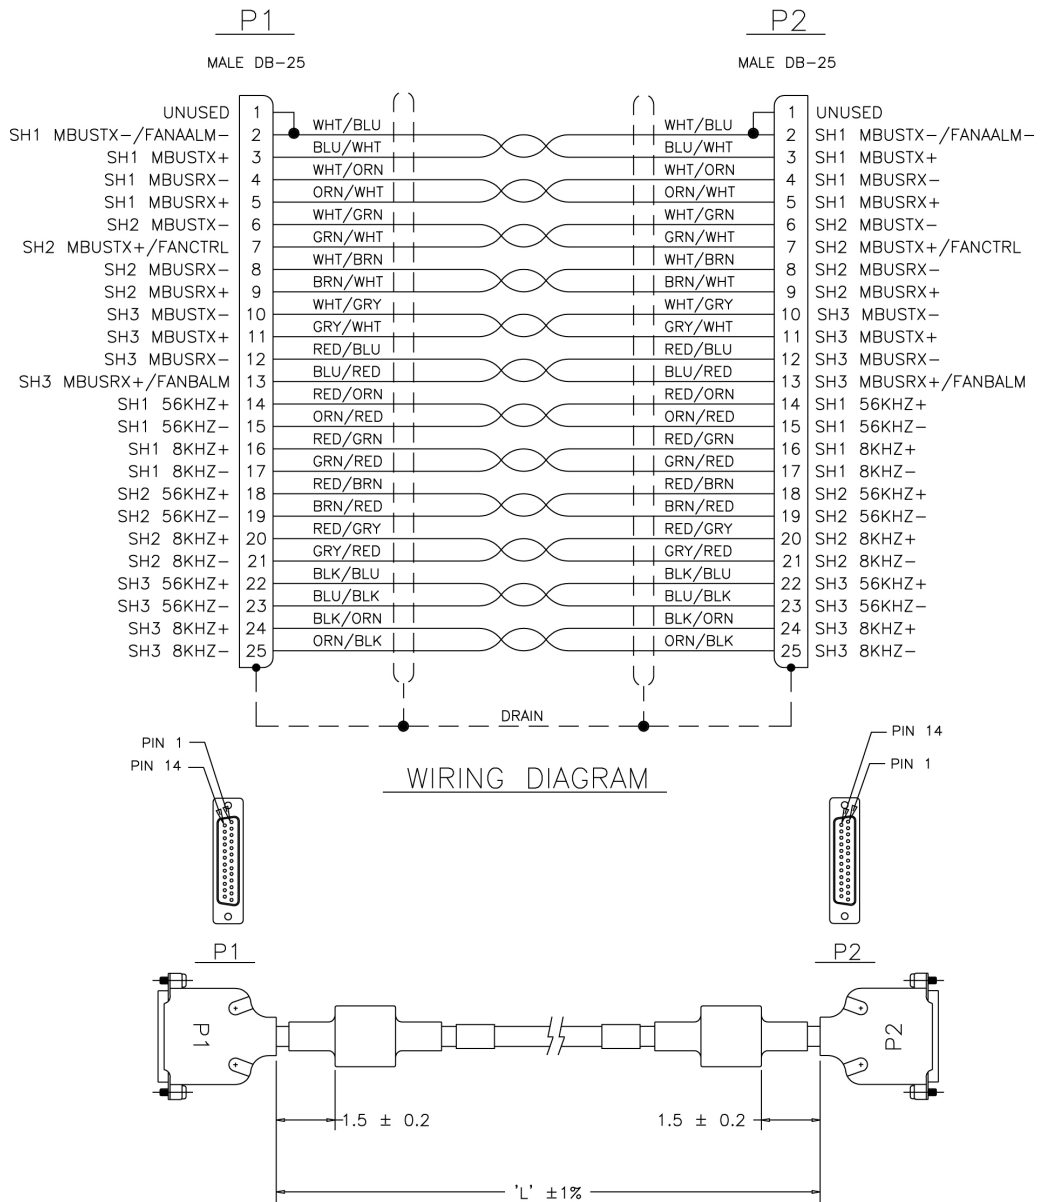 P1 P2
MALE DB-25 MALE DB-25
UNUSED 1 1 UNUSED
SH1 MBUSTX-/FANAALM- 2 WHT/BLU WHT/BLU 2 SH1 MBUSTX-/FANAALM-
SH1 MBUSTX+ 3 BLU/WHT BLU/WHT 3 SH1 MBUSTX+
SH1 MBUSRX- 4 WHT/ORN WHT/ORN 4 SH1 MBUSRX-
SH1 MBUSRX+ 5 ORN/WHT ORN/WHT 5 SH1 MBUSRX+
SH2 MBUSTX- 6 WHT/GRN WHT/GRN 6 SH2 MBUSTX-
SH2 MBUSTX+/FANCTRL 7 GRN/WHT GRN/WHT 7 SH2 MBUSTX+/FANCTRL
SH2 MBUSRX- 8 WHT/BRN WHT/BRN 8 SH2 MBUSRX-
SH2 MBUSRX+ 9 BRN/WHT BRN/WHT 9 SH2 MBUSRX+
SH3 MBUSTX- 10 WHT/GRY WHT/GRY 10 SH3 MBUSTX-
SH3 MBUSTX+ 11 GRY/WHT GRY/WHT 11 SH3 MBUSTX+
SH3 MBUSRX- 12 RED/BLU RED/BLU 12 SH3 MBUSRX-
SH3 MBUSRX+/FANBALM 13 BLU/RED BLU/RED 13 SH3 MBUSRX+/FANBALM
SH1 56KHZ+ 14 RED/ORN RED/ORN 14 SH1 56KHZ+
SH1 56KHZ- 15 ORN/RED ORN/RED 15 SH1 56KHZ-
SH1 8KHZ+ 16 RED/GRN RED/GRN 16 SH1 8KHZ+
SH1 8KHZ- 17 GRN/RED GRN/RED 17 SH1 8KHZ-
SH2 56KHZ+ 18 RED/BRN RED/BRN 18 SH2 56KHZ+
SH2 56KHZ- 19 BRN/RED BRN/RED 19 SH2 56KHZ-
SH2 8KHZ+ 20 RED/GRY RED/GRY 20 SH2 8KHZ+
SH2 8KHZ- 21 GRY/RED GRY/RED 21 SH2 8KHZ-
SH3 56KHZ+ 22 BLK/BLU BLK/BLU 22 SH3 56KHZ+
SH3 56KHZ- 23 BLU/BLK BLU/BLK 23 SH3 56KHZ-
SH3 8KHZ+ 24 BLK/ORN BLK/ORN 24 SH3 8KHZ+
SH3 8KHZ- 25 ORN/BLK ORN/BLK 25 SH3 8KHZ-
DRAIN
PIN 1 PIN 14
PIN 14 PIN 1
WIRING DIAGRAM
P1 P2
P1 P2
1.5 ± 0.2 1.5 ± 0.2
'L' ±1%